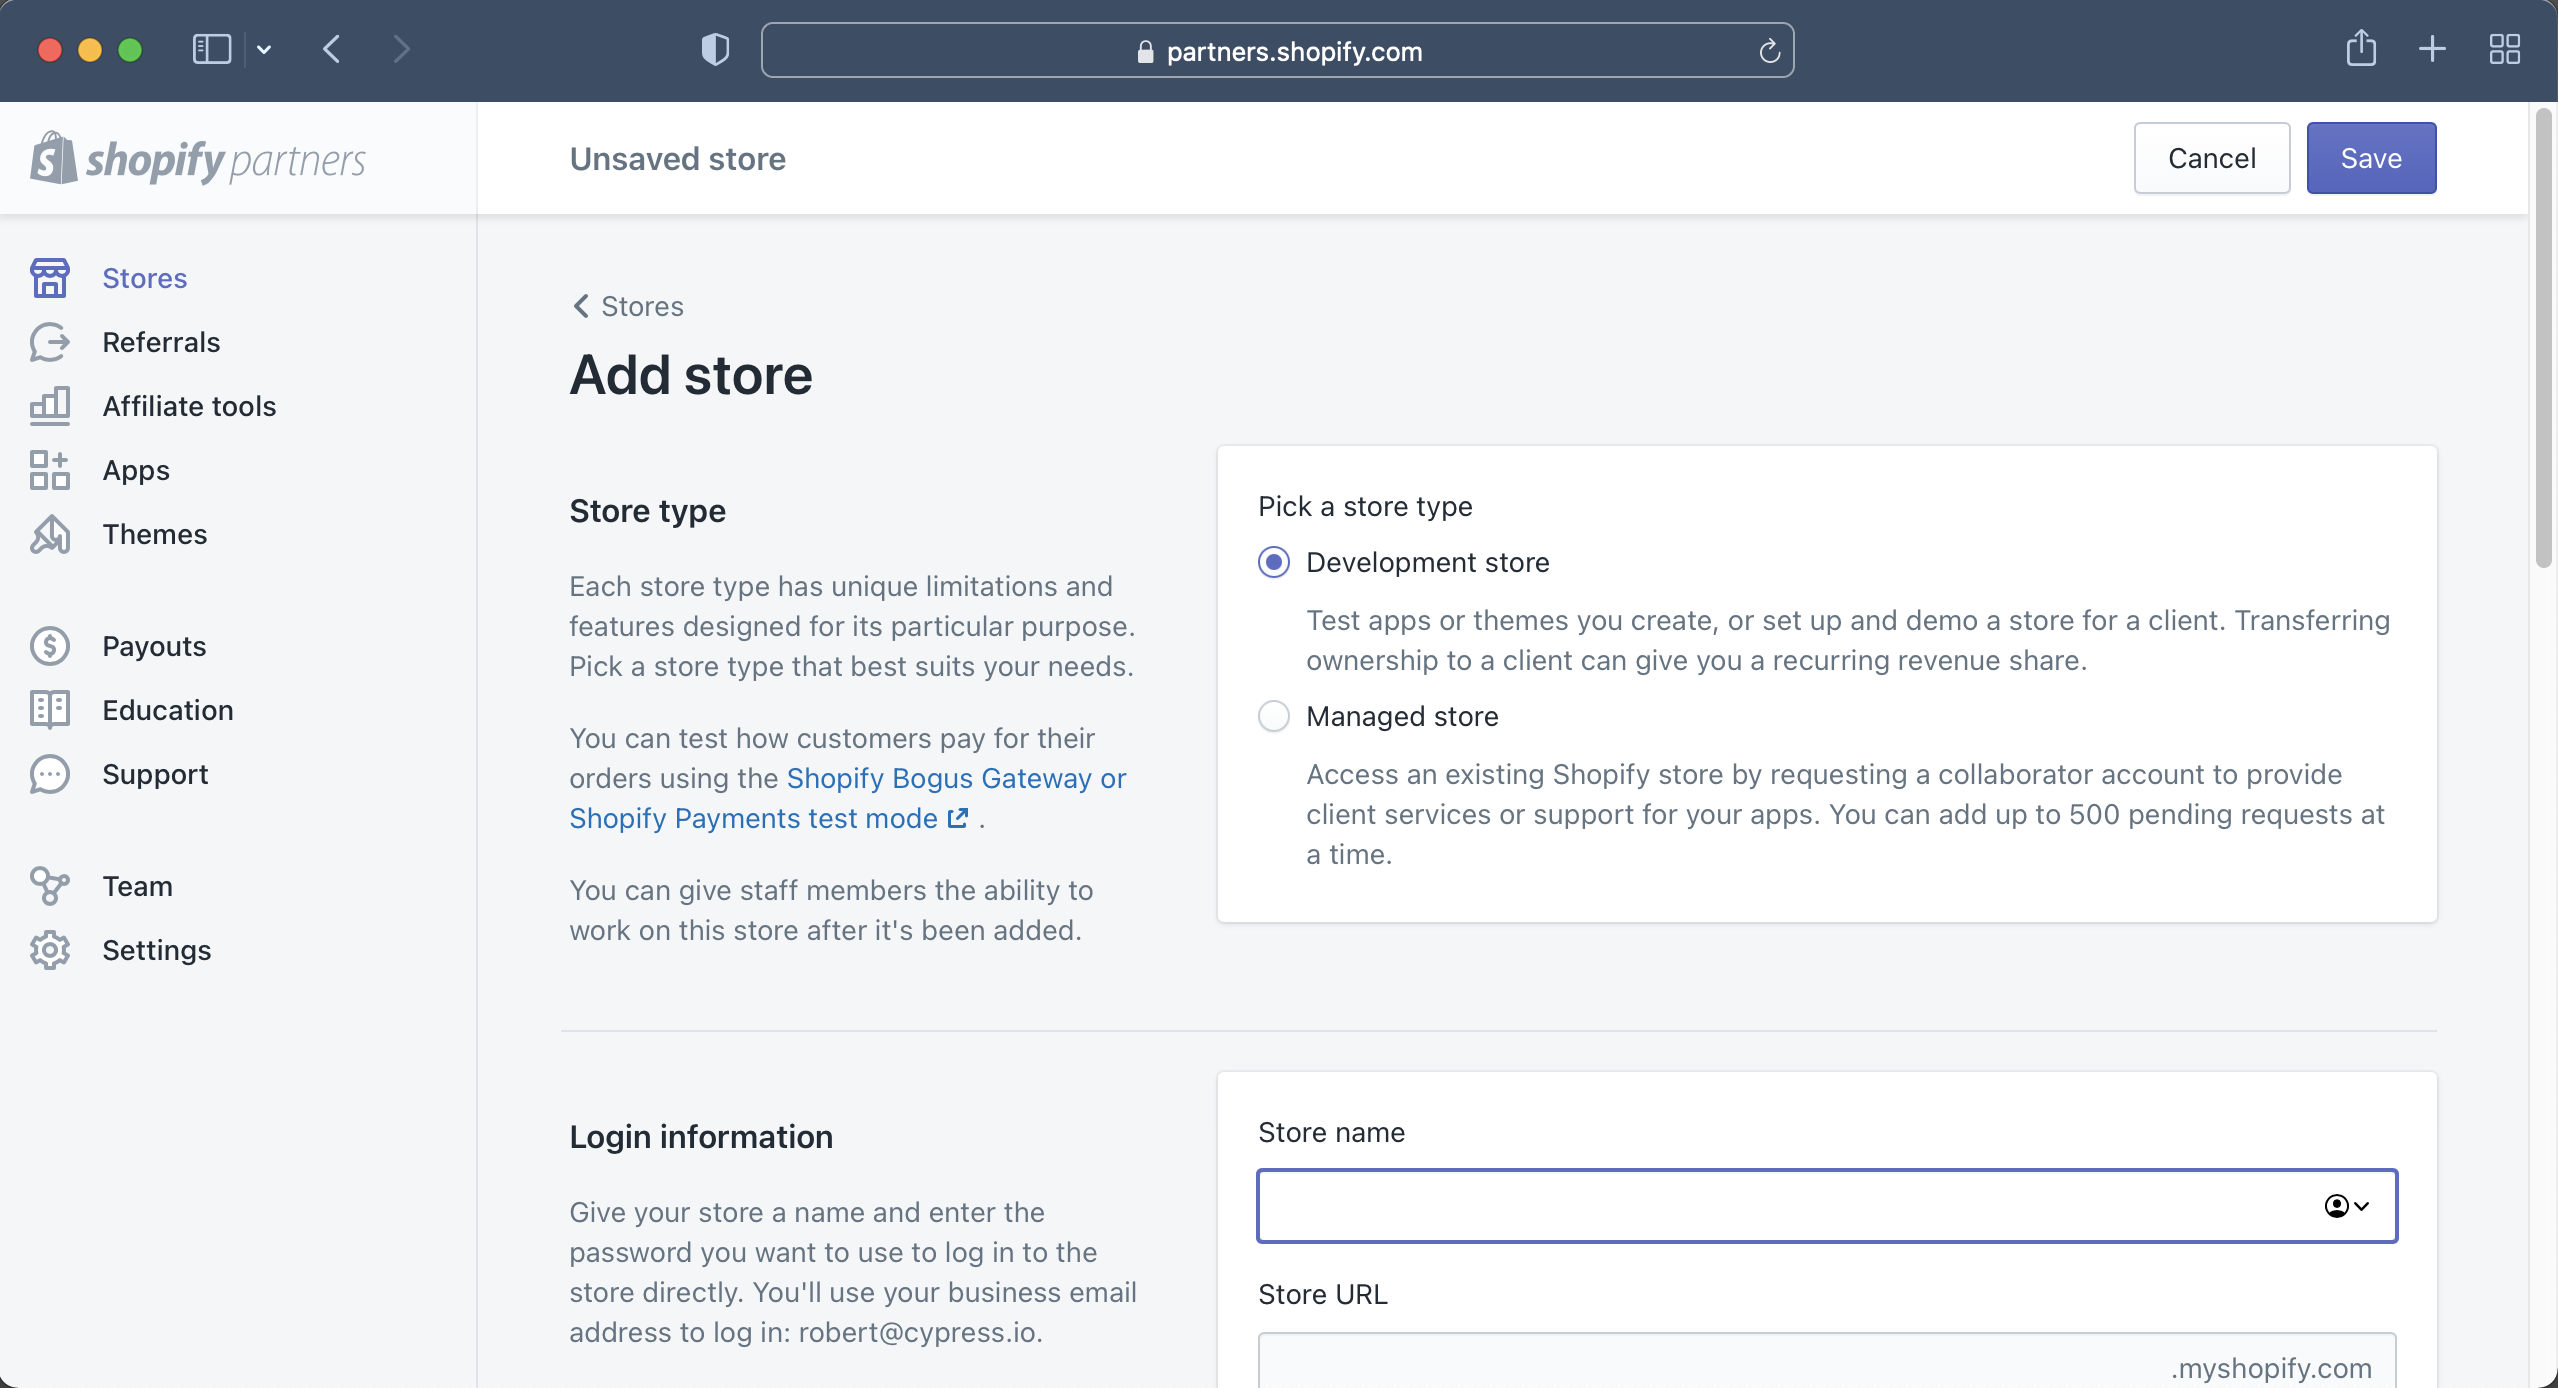 partners.shopify.com
shopify partners
Unsaved store
Cancel
Save
Stores
Referrals
Affiliate tools
Apps
Themes
Payouts
Education
Support
Team
Settings
Stores
Add store
Store type
Each store type has unique limitations and
features designed for its particular purpose.
Pick a store type that best suits your needs.
You can test how customers pay for their
orders using the Shopify Bogus Gateway or
Shopify Payments test mode .
You can give staff members the ability to
work on this store after it's been added.
Pick a store type
Development store
Test apps or themes you create, or set up and demo a store for a client. Transferring
ownership to a client can give you a recurring revenue share.
Managed store
Access an existing Shopify store by requesting a collaborator account to provide
client services or support for your apps. You can add up to 500 pending requests at
a time.
Login information
Give your store a name and enter the
password you want to use to log in to the
store directly. You'll use your business email
address to log in: robert@cypress.io.
Store name
Store URL
.myshopify.com